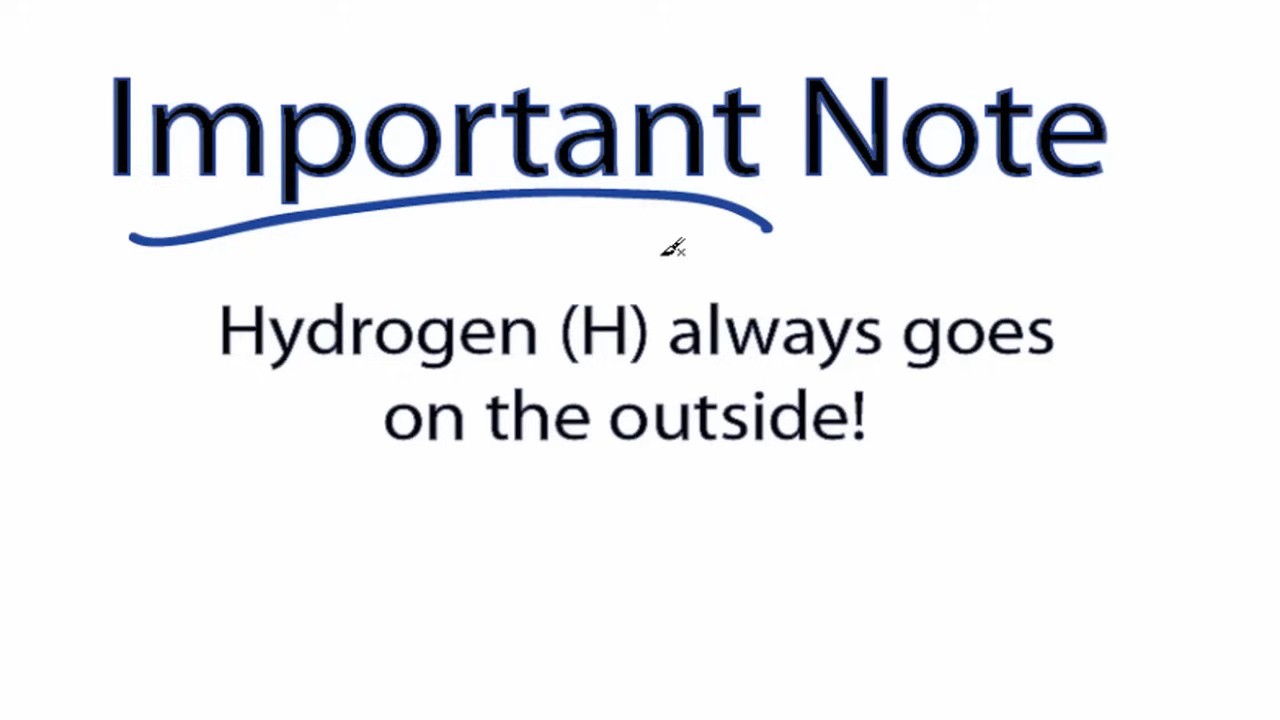 Important Note
Hydrogen (H) always goes
on the outside!